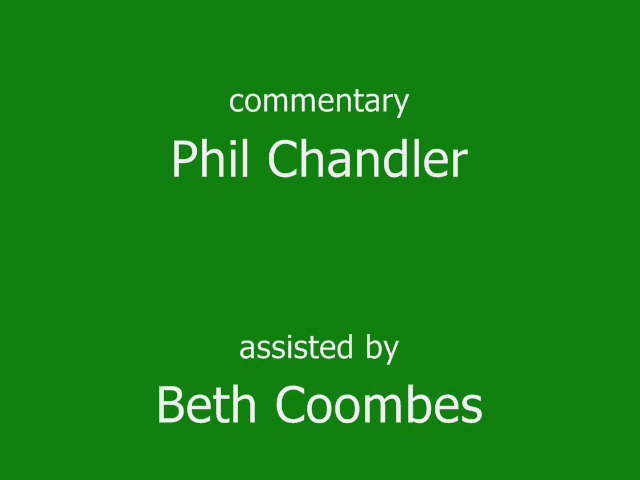 commentary
Phil Chandler
assisted by
Beth Coombes